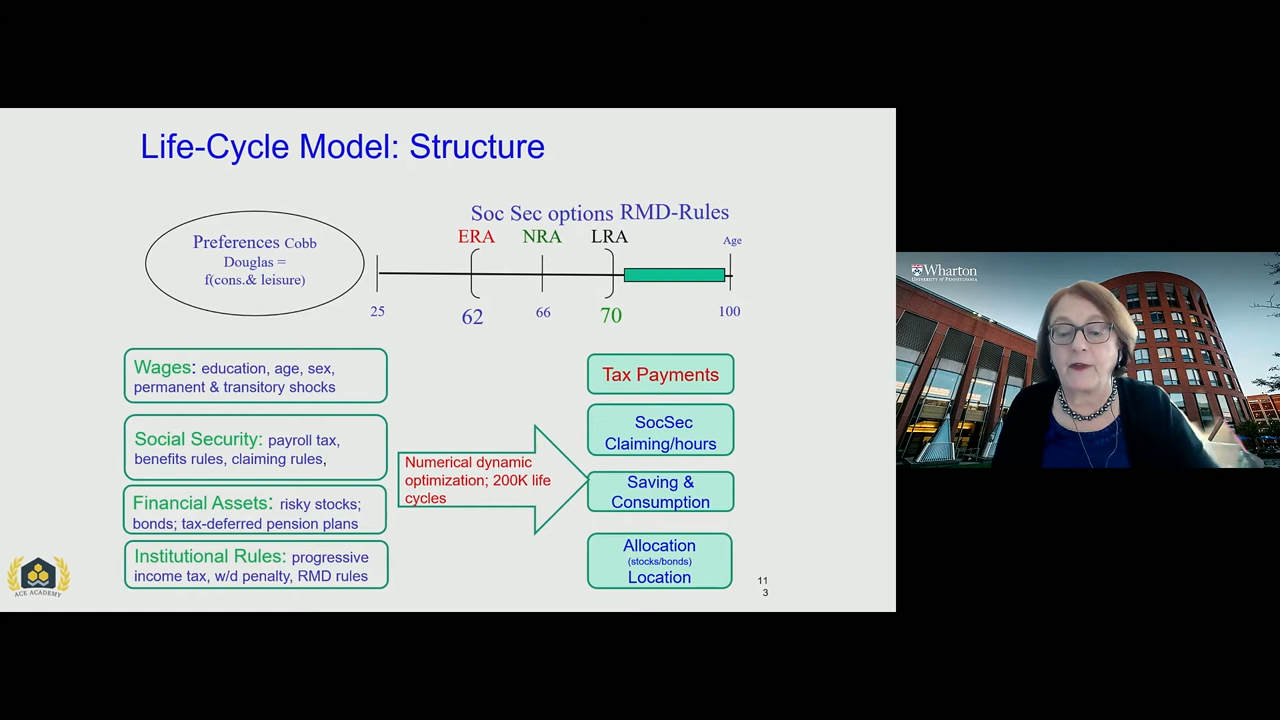 Life-Cycle Model: Structure
Soc Sec options RMD-Rules
ERA NRA LRA Age
Preferences Cobb
Douglas =
f(cons.& leisure)
25 62 66 70 100
Wages: education, age, sex,
permanent & transitory shocks
Social Security: payroll tax,
benefits rules, claiming rules,
Financial Assets: risky stocks;
bonds; tax-deferred pension plans
Institutional Rules: progressive
income tax, w/d penalty, RMD rules
Numerical dynamic
optimization; 200K life
cycles
Tax Payments
SocSec
Claiming/hours
Saving &
Consumption
Allocation
(stocks/bonds)
Location
11
3
ACE ACADEMY
Wharton
UNIVERSITY of PENNSYLVANIA